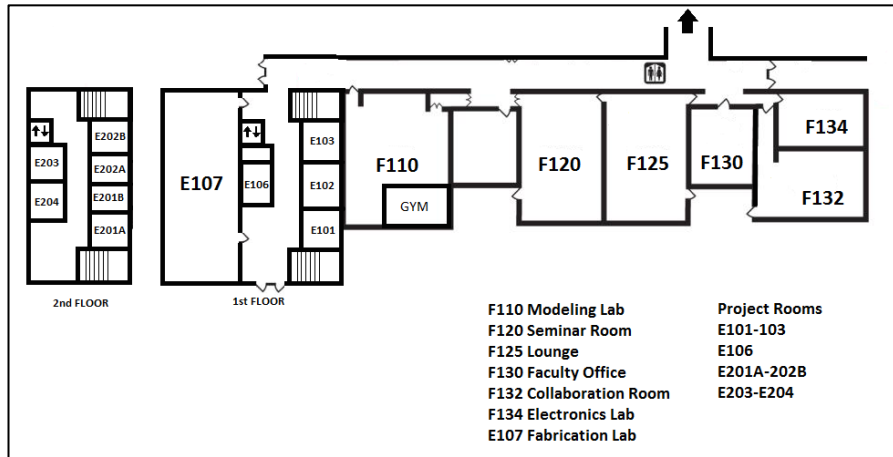 E202B
E203
E202A
E204
E201B
E201A
2nd FLOOR
E107
E106
E103
E102
E101
1st FLOOR
F110
GYM
F120
F125
F130
F134
F132
F110 Modeling Lab
F120 Seminar Room
F125 Lounge
F130 Faculty Office
F132 Collaboration Room
F134 Electronics Lab
E107 Fabrication Lab
Project Rooms
E101-103
E106
E201A-202B
E203-E204